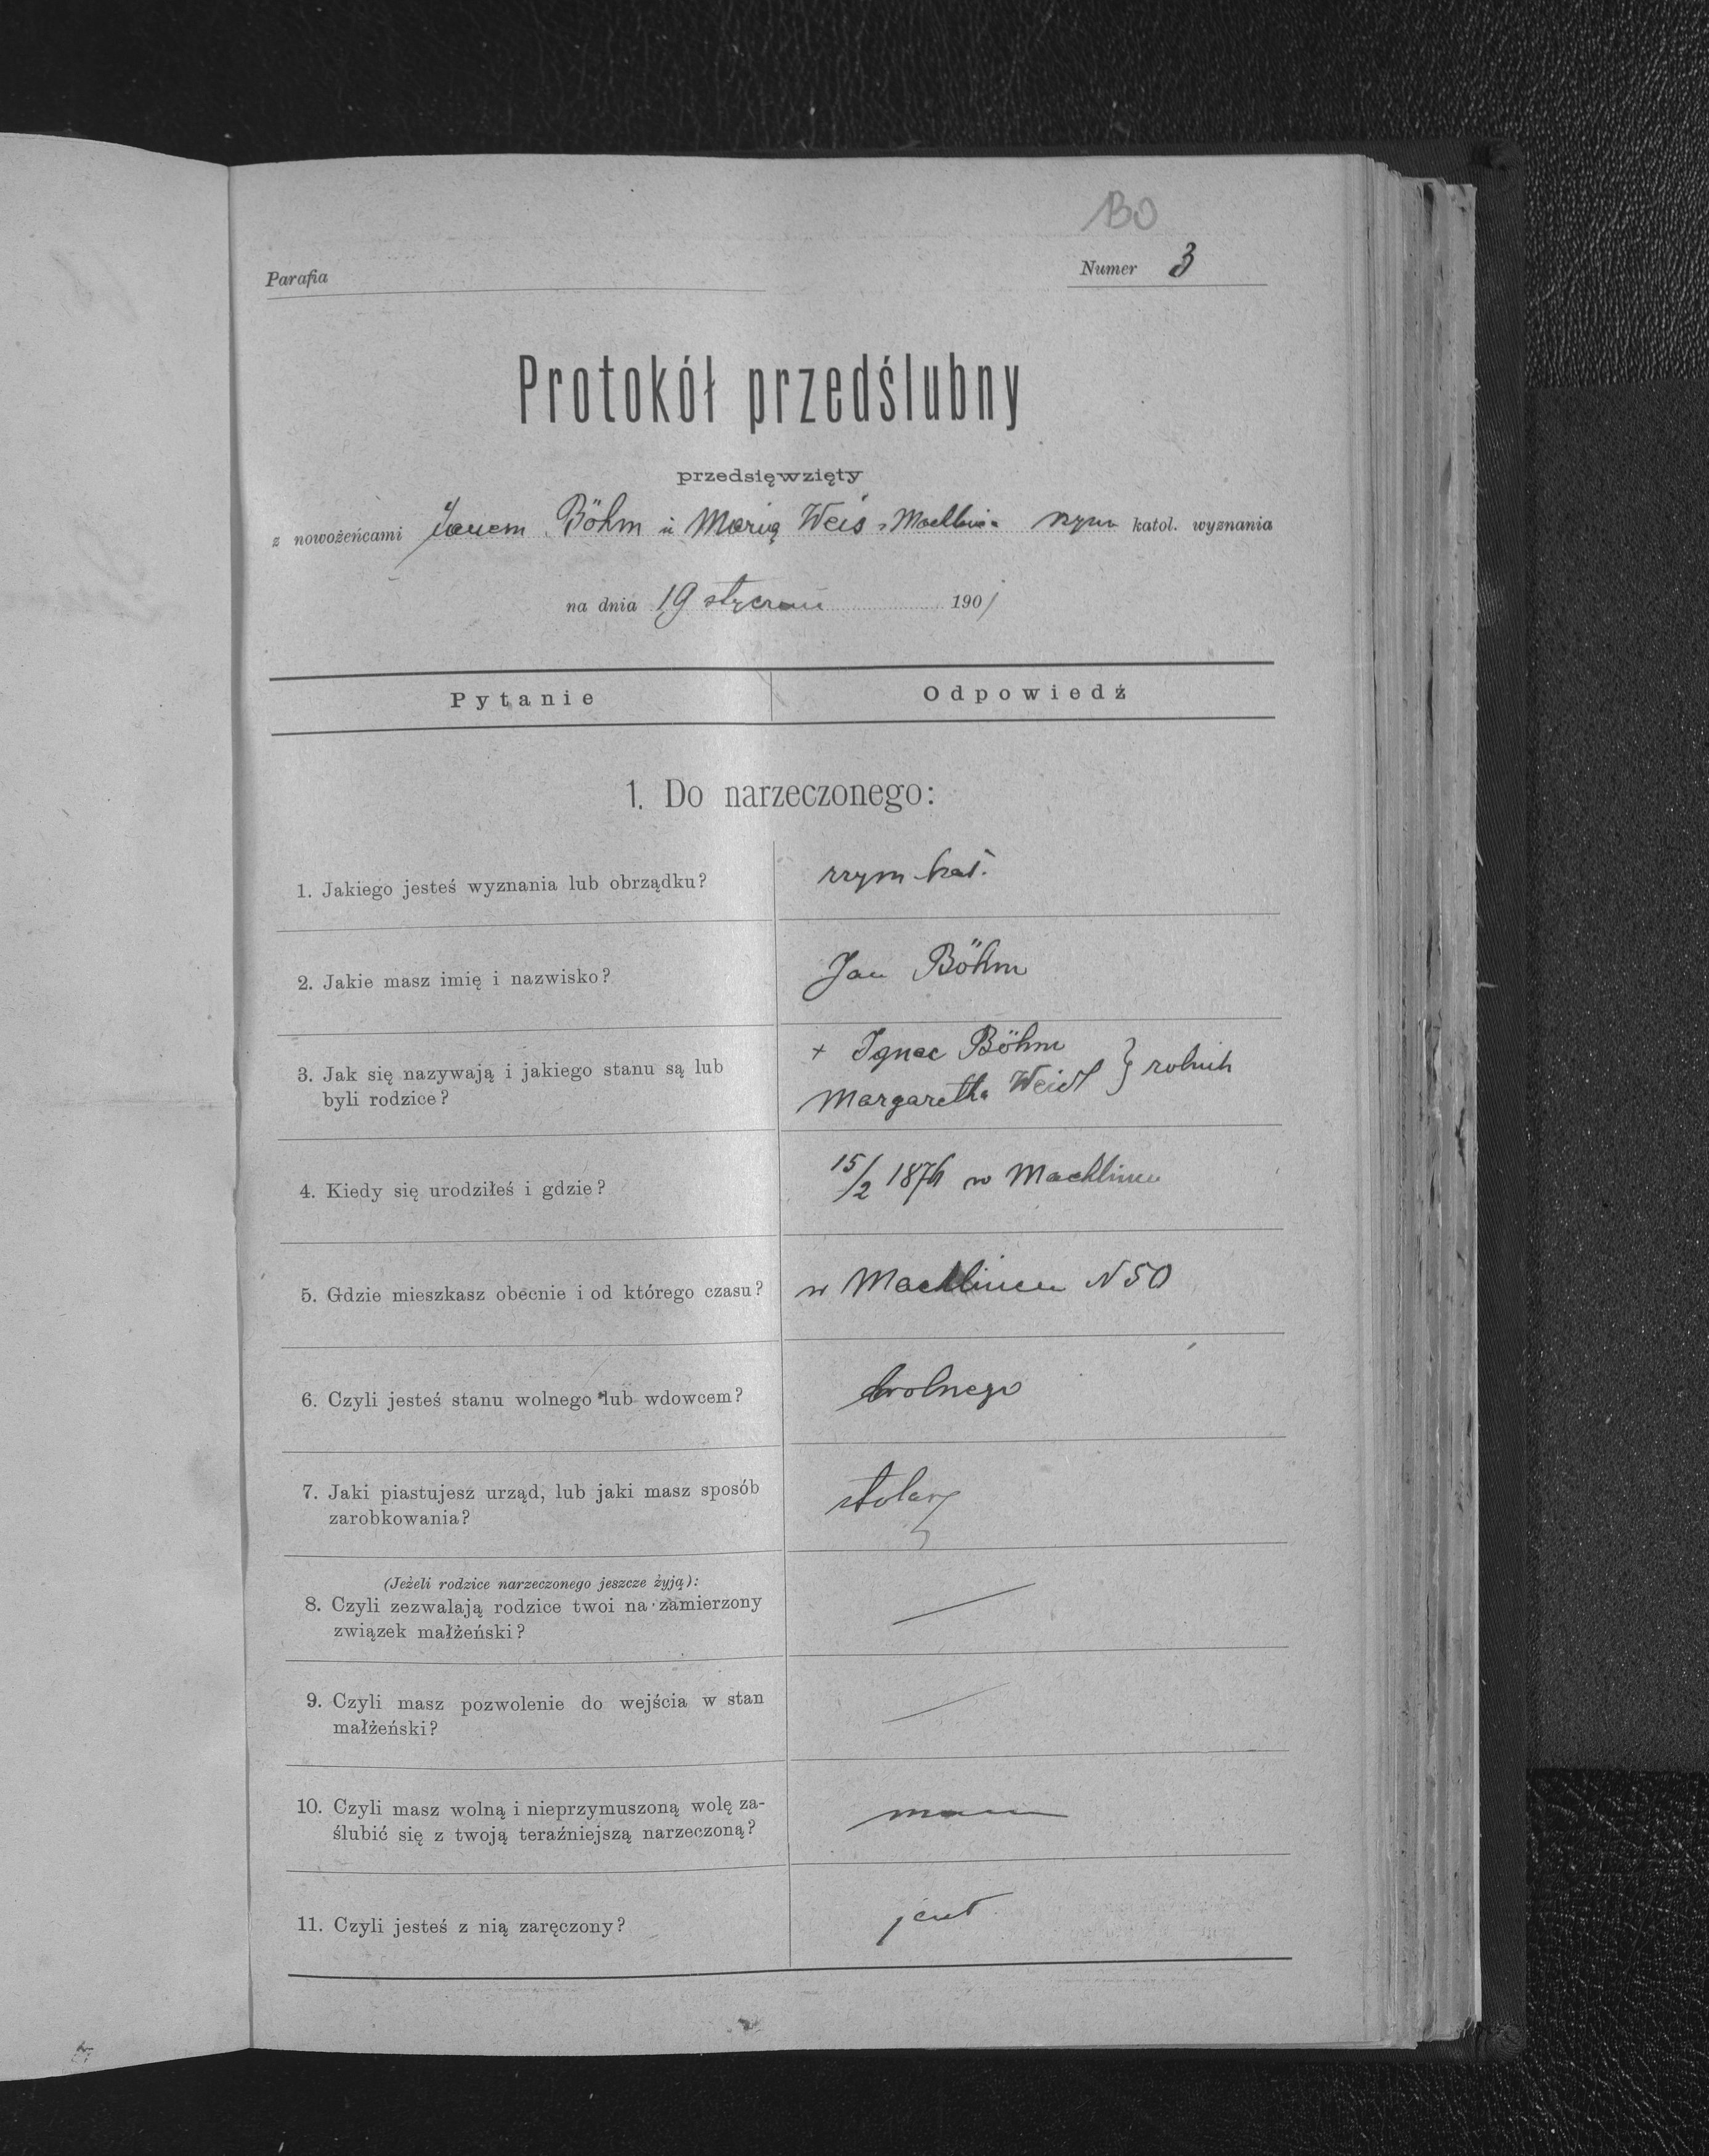 BO
Parafia
Numer 3
Protokół przedślubny
przedsięwzięty
z nowożeńcami Janem Böhm i Marią Weis z Machlińca rzym katol. wyznania
na dnia 19 stycznia 1901
Pytanie
Odpowiedź
1. Do narzeczonego:
1. Jakiego jesteś wyznania lub obrządku?
rzym kat.
2. Jakie masz imię i nazwisko?
Jan Böhm
3. Jak się nazywają i jakiego stanu są lub
byli rodzice?
+ Ignac Böhm
Margaretha Weidl } rolnik
4. Kiedy się urodziłeś i gdzie?
15/2 1876 w Machlińcu
5. Gdzie mieszkasz obecnie i od którego czasu?
w Machlińcu N 50
6. Czyli jesteś stanu wolnego lub wdowcem?
wolnego
7. Jaki piastujesz urząd, lub jaki masz sposób
zarobkowania?
stolarz
(Jeżeli rodzice narzeczonego jeszcze żyją):
8. Czyli zezwalają rodzice twoi na zamierzony
związek małżeński?
9. Czyli masz pozwolenie do wejścia w stan
małżeński?
10. Czyli masz wolną i nieprzymuszoną wolę za-
ślubić się z twoją teraźniejszą narzeczoną?
mam
11. Czyli jesteś z nią zaręczony?
jest